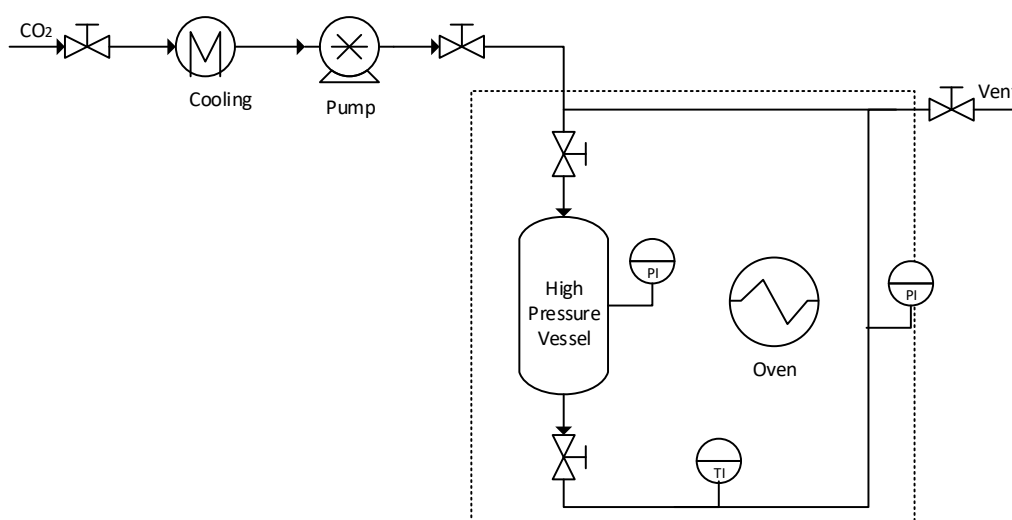 CO₂
Cooling
Pump
Vent
PI
High
Pressure
Vessel
PI
Oven
TI